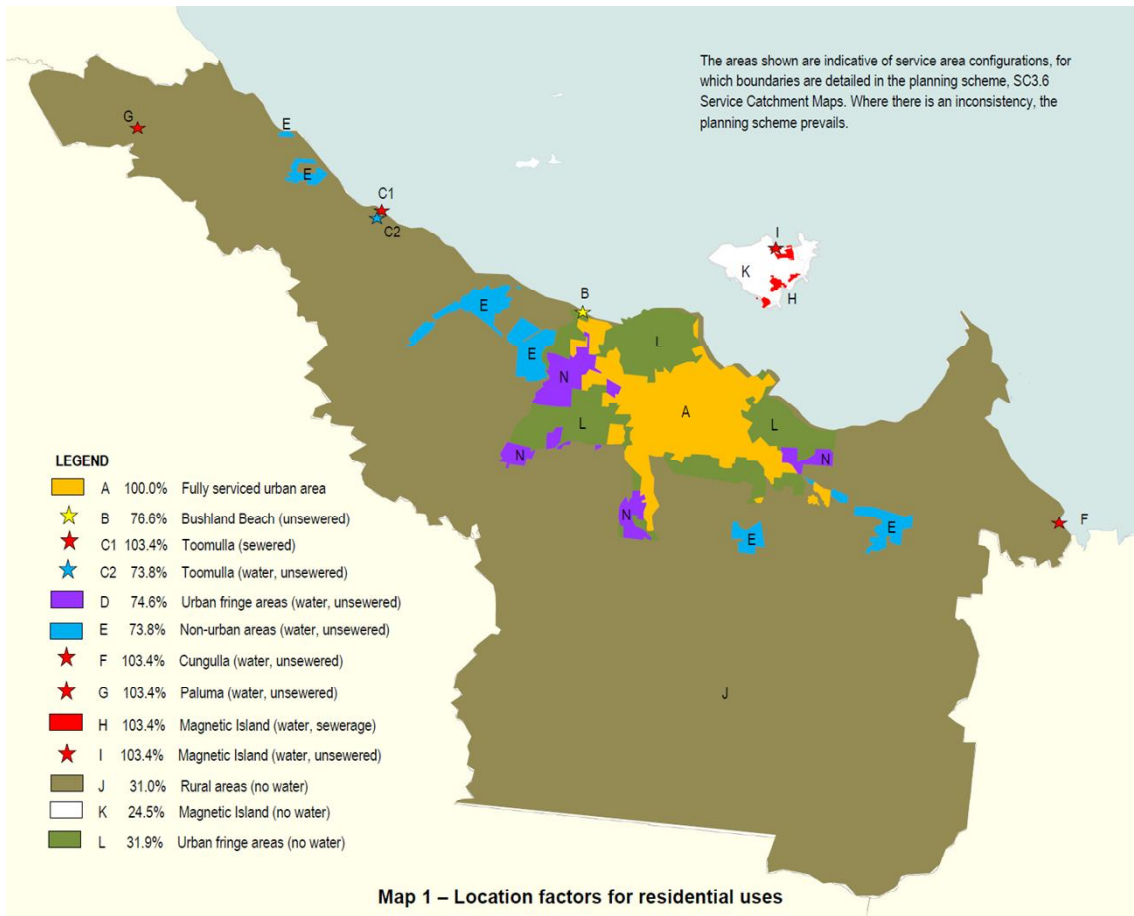 The areas shown are indicative of service area configurations, for
which boundaries are detailed in the planning scheme, SC3.6
Service Catchment Maps. Where there is an inconsistency, the
planning scheme prevails.
G
E
E
C1
C2
I
K
H
B
E
E
I
N
A
L
L
N
N
N
E
E
F
J
LEGEND
A 100.0% Fully serviced urban area
B 76.6% Bushland Beach (unsewered)
C1 103.4% Toomulla (sewered)
C2 73.8% Toomulla (water, unsewered)
D 74.6% Urban fringe areas (water, unsewered)
E 73.8% Non-urban areas (water, unsewered)
F 103.4% Cungulla (water, unsewered)
G 103.4% Paluma (water, unsewered)
H 103.4% Magnetic Island (water, sewerage)
I 103.4% Magnetic Island (water, unsewered)
J 31.0% Rural areas (no water)
K 24.5% Magnetic Island (no water)
L 31.9% Urban fringe areas (no water)
Map 1 – Location factors for residential uses